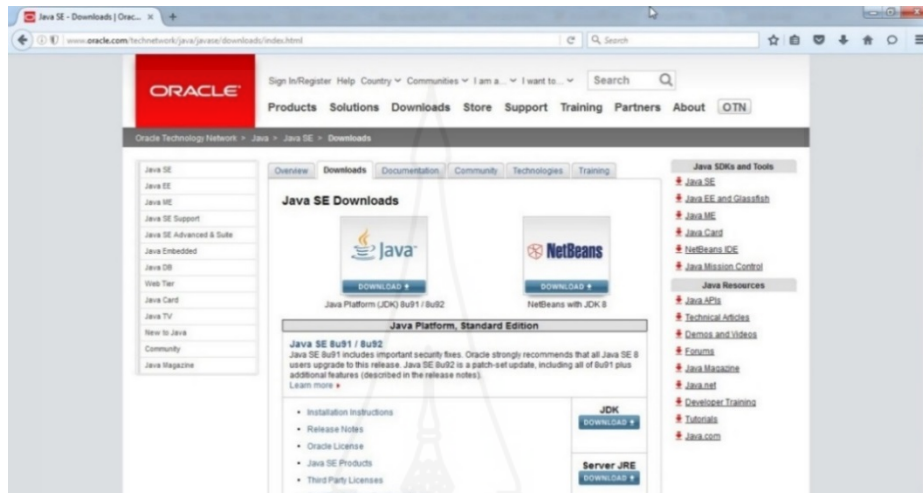 Java SE - Downloads | Orac...
www.oracle.com/technetwork/java/javase/downloads/index.html
Search
ORACLE
Sign In/Register Help Country Communities I am a... I want to... Search
Products Solutions Downloads Store Support Training Partners About OTN
Oracle Technology Network > Java > Java SE > Downloads
Java SE
Java EE
Java ME
Java SE Support
Java SE Advanced & Suite
Java Embedded
Java DB
Web Tier
Java Card
Java TV
New to Java
Community
Java Magazine
Overview Downloads Documentation Community Technologies Training
Java SE Downloads
Java
DOWNLOAD
Java Platform (JDK) 8u91 / 8u92
NetBeans
DOWNLOAD
NetBeans with JDK 8
Java Platform, Standard Edition
Java SE 8u91 / 8u92
Java SE 8u91 includes important security fixes. Oracle strongly recommends that all Java SE 8
users upgrade to this release. Java SE 8u92 is a patch-set update, including all of 8u91 plus
additional features (described in the release notes).
Learn more
• Installation Instructions
• Release Notes
• Oracle License
• Java SE Products
• Third Party Licenses
JDK
DOWNLOAD
Server JRE
DOWNLOAD
Java SDKs and Tools
Java SE
Java EE and Glassfish
Java ME
Java Card
NetBeans IDE
Java Mission Control
Java Resources
Java APIs
Technical Articles
Demos and Videos
Forums
Java Magazine
Java.net
Developer Training
Tutorials
Java.com